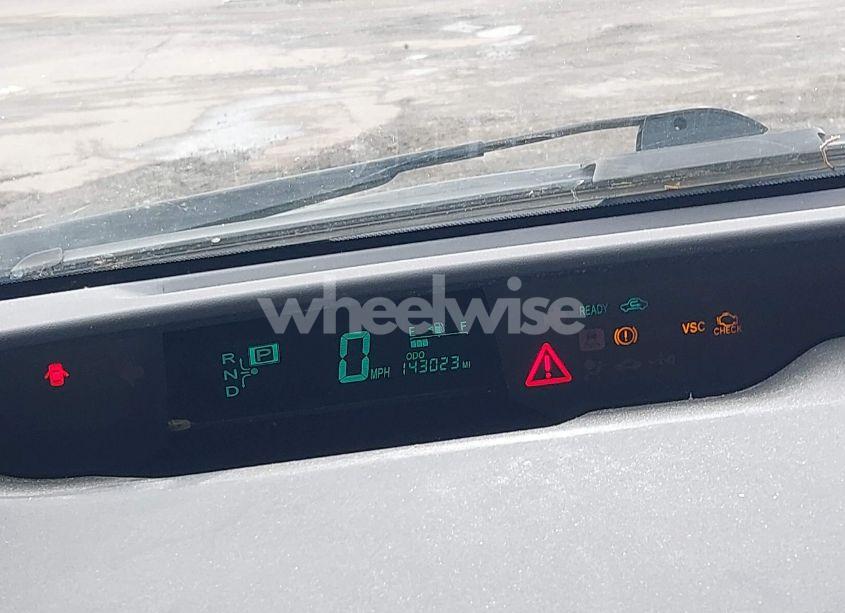 wheelwise
READY
E F
R P
N
D
0 MPH
ODO
143023 MI
VSC
CHECK